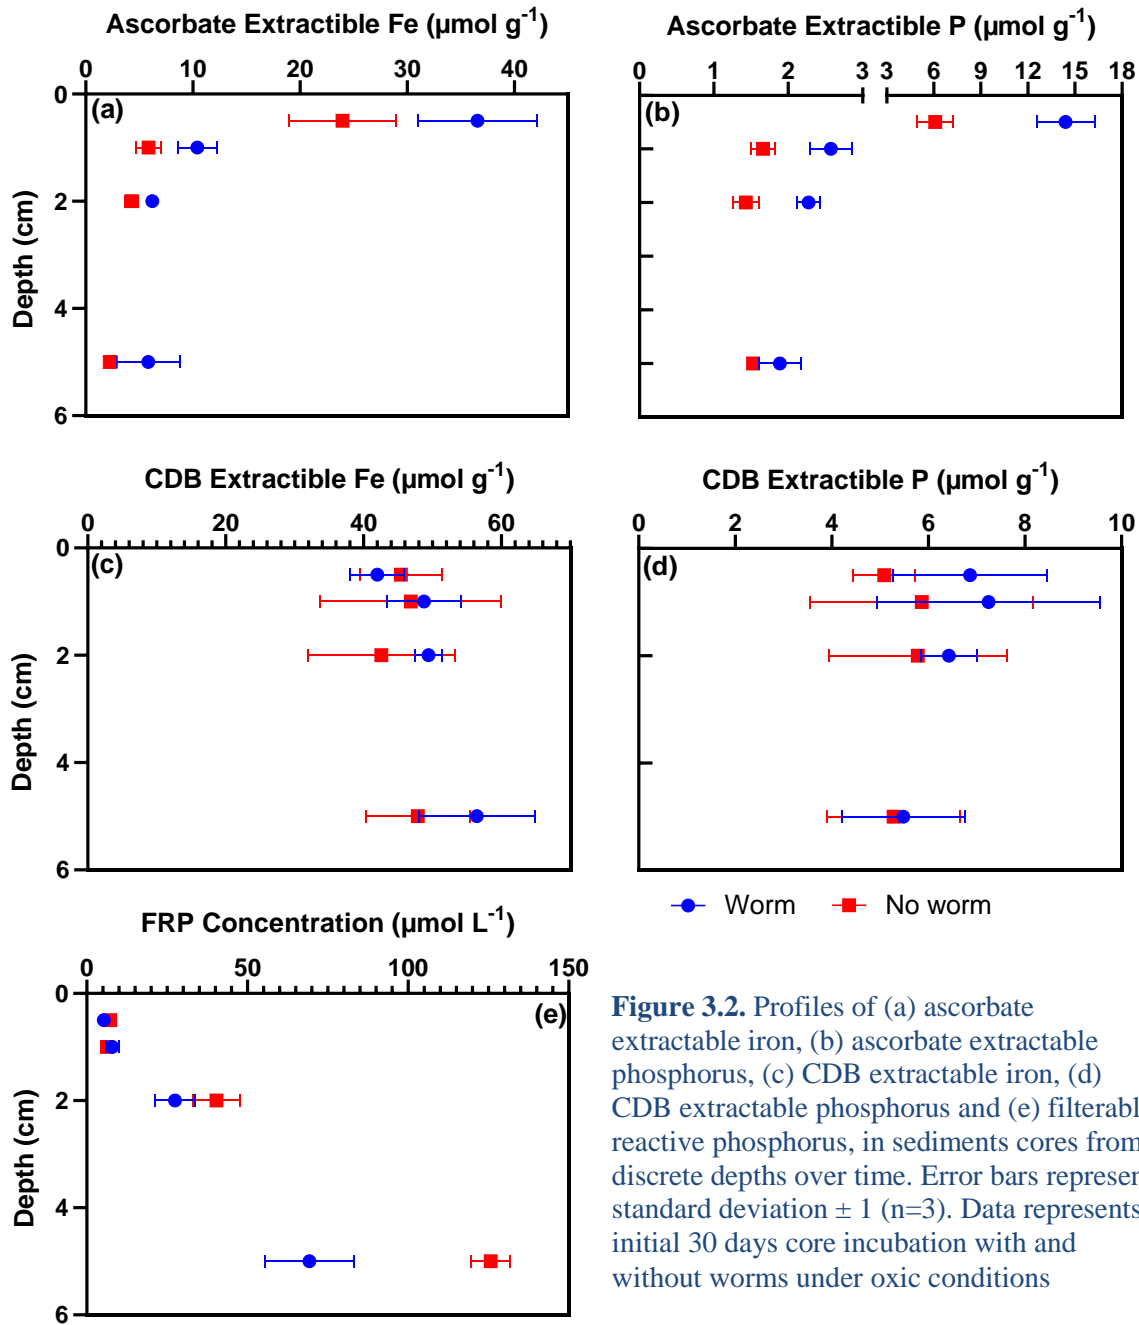 Ascorbate Extractible Fe (µmol g⁻¹)
0 10 20 30 40
(a)
0
2
4
6
Depth (cm)
Ascorbate Extractible P (µmol g⁻¹)
0 1 2 3 3 6 9 12 15 18
(b)
CDB Extractible Fe (µmol g⁻¹)
0 20 40 60
(c)
0
2
4
6
Depth (cm)
CDB Extractible P (µmol g⁻¹)
0 2 4 6 8 10
(d)
Worm No worm
FRP Concentration (µmol L⁻¹)
0 50 100 150
(e)
0
2
4
6
Depth (cm)
Figure 3.2. Profiles of (a) ascorbate
extractable iron, (b) ascorbate extractable
phosphorus, (c) CDB extractable iron, (d)
CDB extractable phosphorus and (e) filterabl
reactive phosphorus, in sediments cores from
discrete depths over time. Error bars represen
standard deviation ± 1 (n=3). Data represents
initial 30 days core incubation with and
without worms under oxic conditions